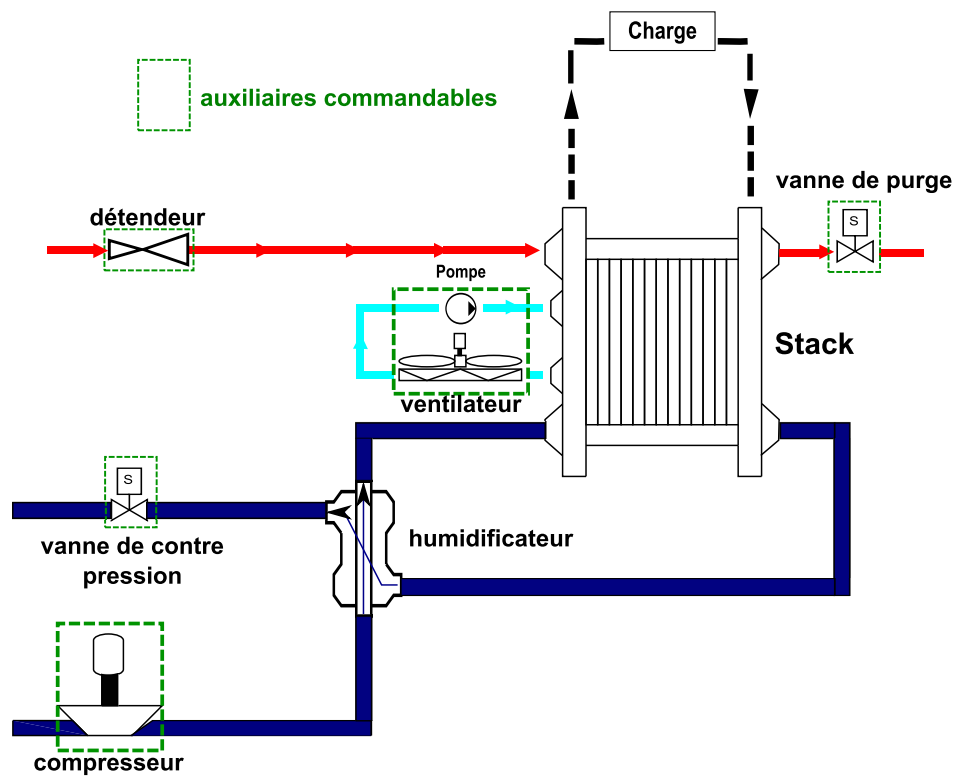 Charge
auxiliaires commandables
vanne de purge
S
détendeur
Pompe
Stack
ventilateur
S
humidificateur
vanne de contre
pression
compresseur